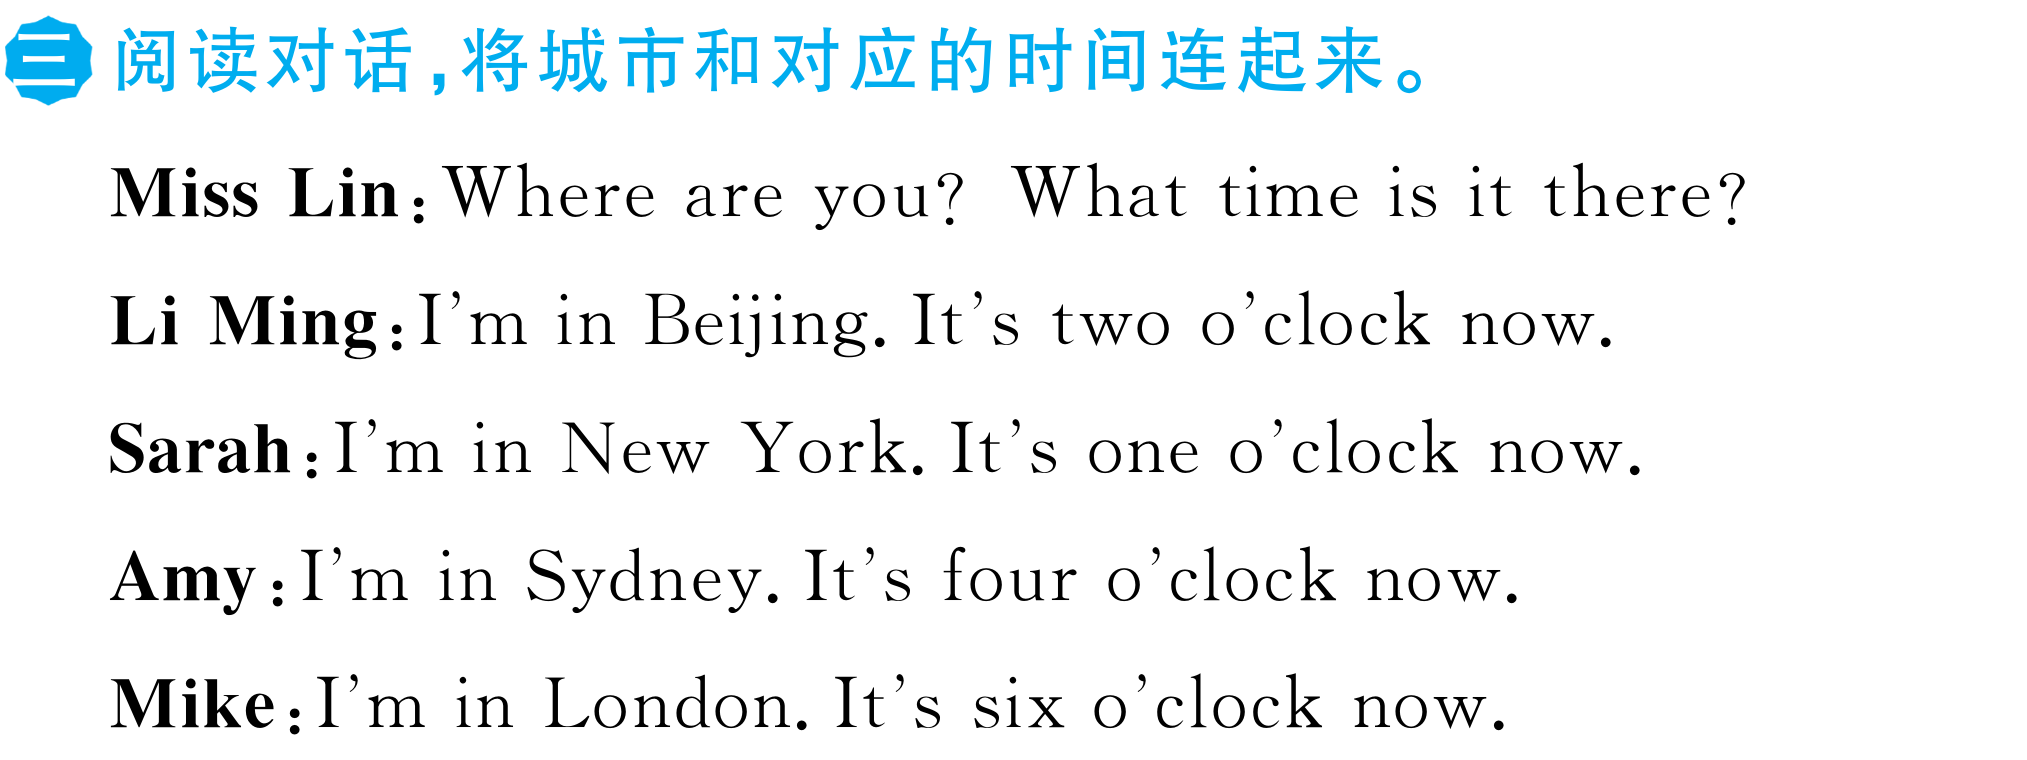 三 阅读对话,将城市和对应的时间连起来。
Miss Lin: Where are you? What time is it there?
Li Ming: I'm in Beijing. It's two o'clock now.
Sarah: I'm in New York. It's one o'clock now.
Amy: I'm in Sydney. It's four o'clock now.
Mike: I'm in London. It's six o'clock now.